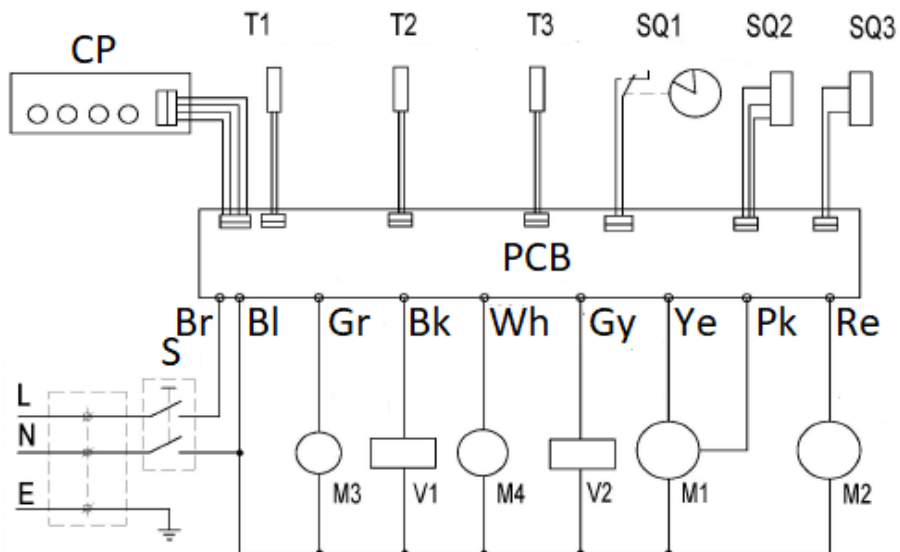 CP T1 T2 T3 SQ1 SQ2 SQ3
PCB
Br Bl Gr Bk Wh Gy Ye Pk Re
S
L
N
E
M3 V1 M4 V2 M1 M2